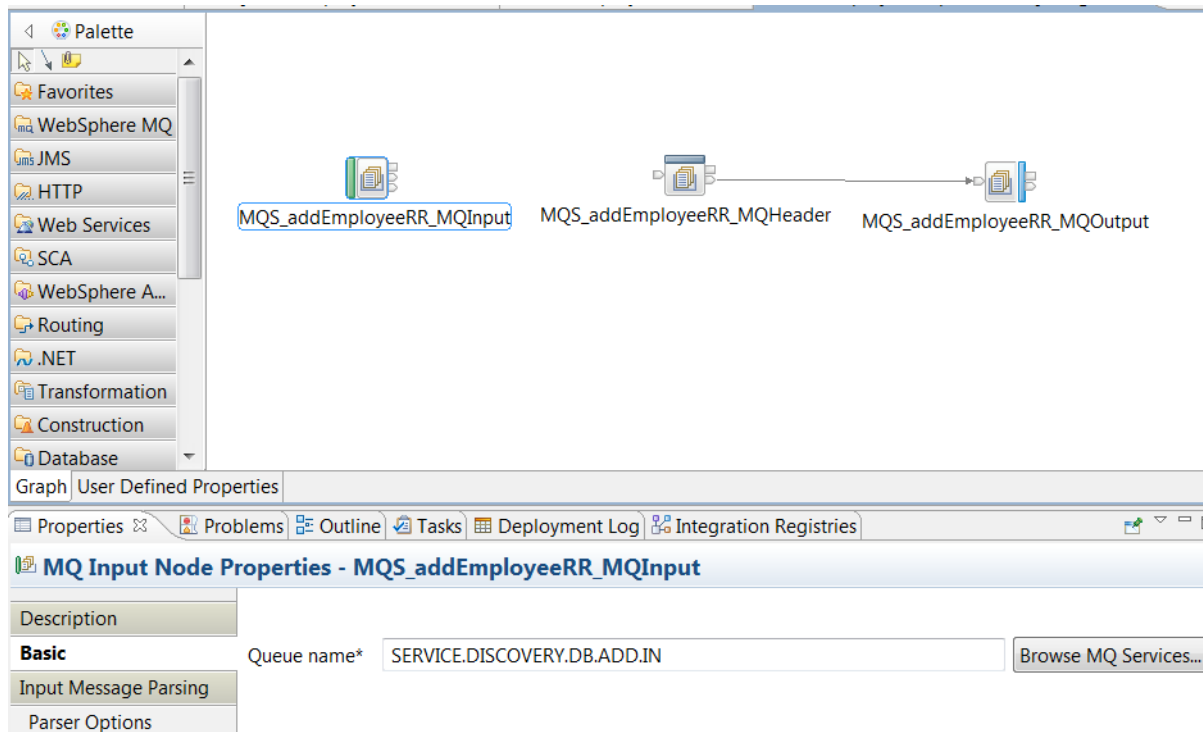 Palette
Favorites
WebSphere MQ
JMS
HTTP
Web Services
SCA
WebSphere A...
Routing
.NET
Transformation
Construction
Database
MQS_addEmployeeRR_MQInput
MQS_addEmployeeRR_MQHeader
MQS_addEmployeeRR_MQOutput
Graph User Defined Properties
Properties Problems Outline Tasks Deployment Log Integration Registries
MQ Input Node Properties - MQS_addEmployeeRR_MQInput
Description
Basic
Queue name* SERVICE.DISCOVERY.DB.ADD.IN Browse MQ Services...
Input Message Parsing
Parser Options